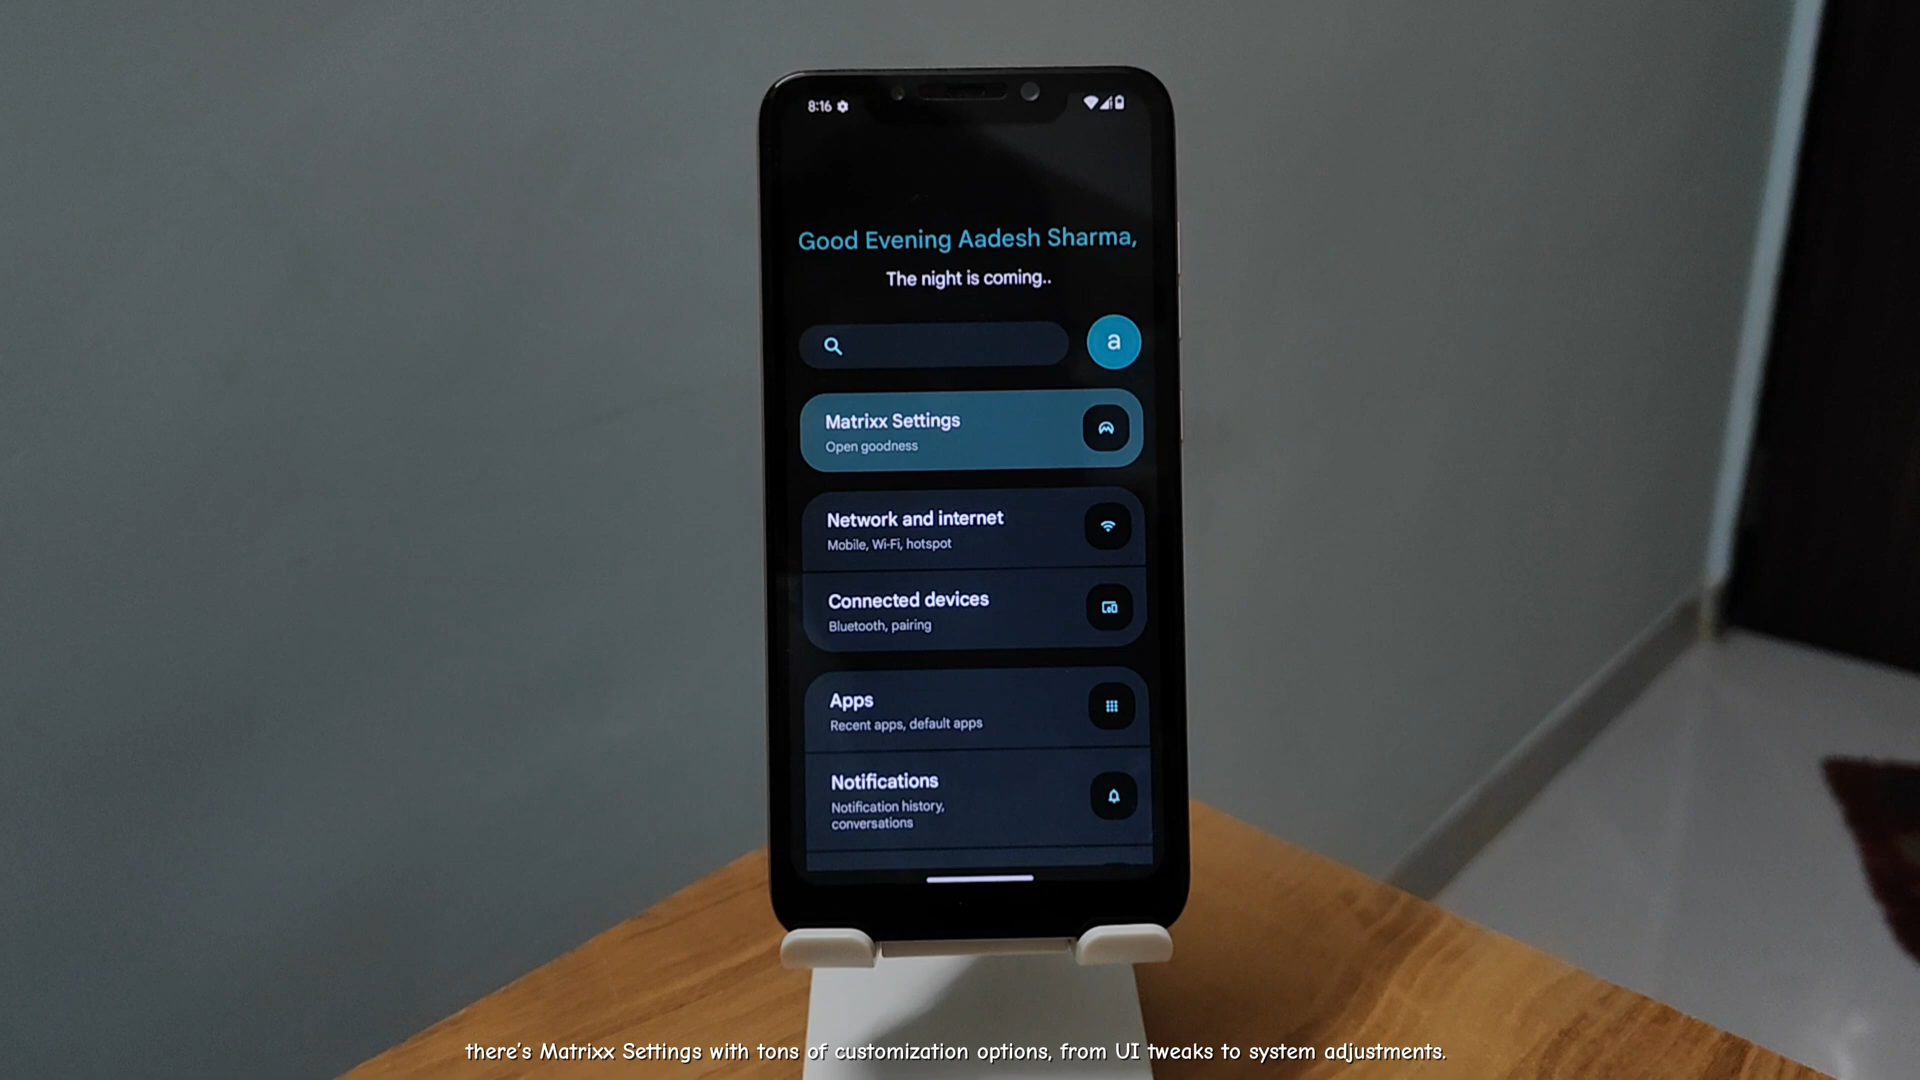 8:16
Good Evening Aadesh Sharma,
The night is coming..
a
Matrixx Settings
Open goodness
Network and internet
Mobile, Wi-Fi, hotspot
Connected devices
Bluetooth, pairing
Apps
Recent apps, default apps
Notifications
Notification history,
conversations
there's Matrixx Settings with tons of customization options, from UI tweaks to system adjustments.